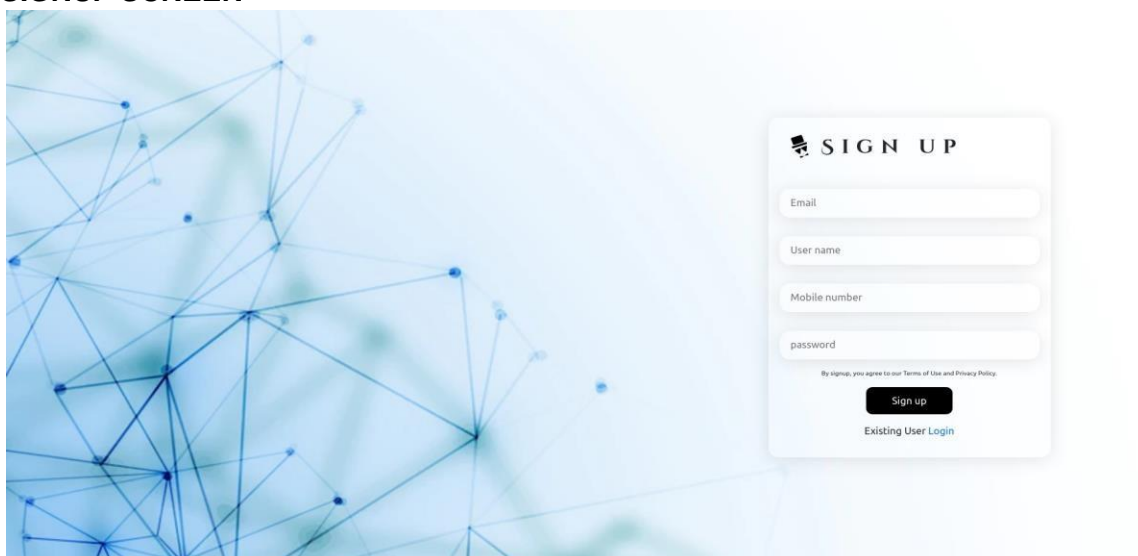 SIGNUP SCREEN
SIGN UP
Email
User name
Mobile number
password
By signup, you agree to our Terms of Use and Privacy Policy.
Sign up
Existing User Login